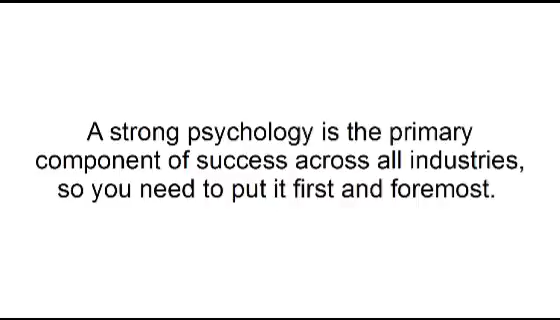 A strong psychology is the primary
component of success across all industries,
so you need to put it first and foremost.